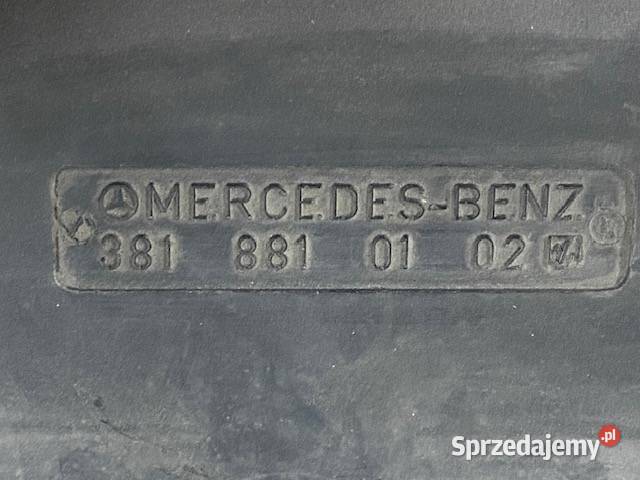 MERCEDES-BENZ
381 881 01 02
Sprzedajemy.pl